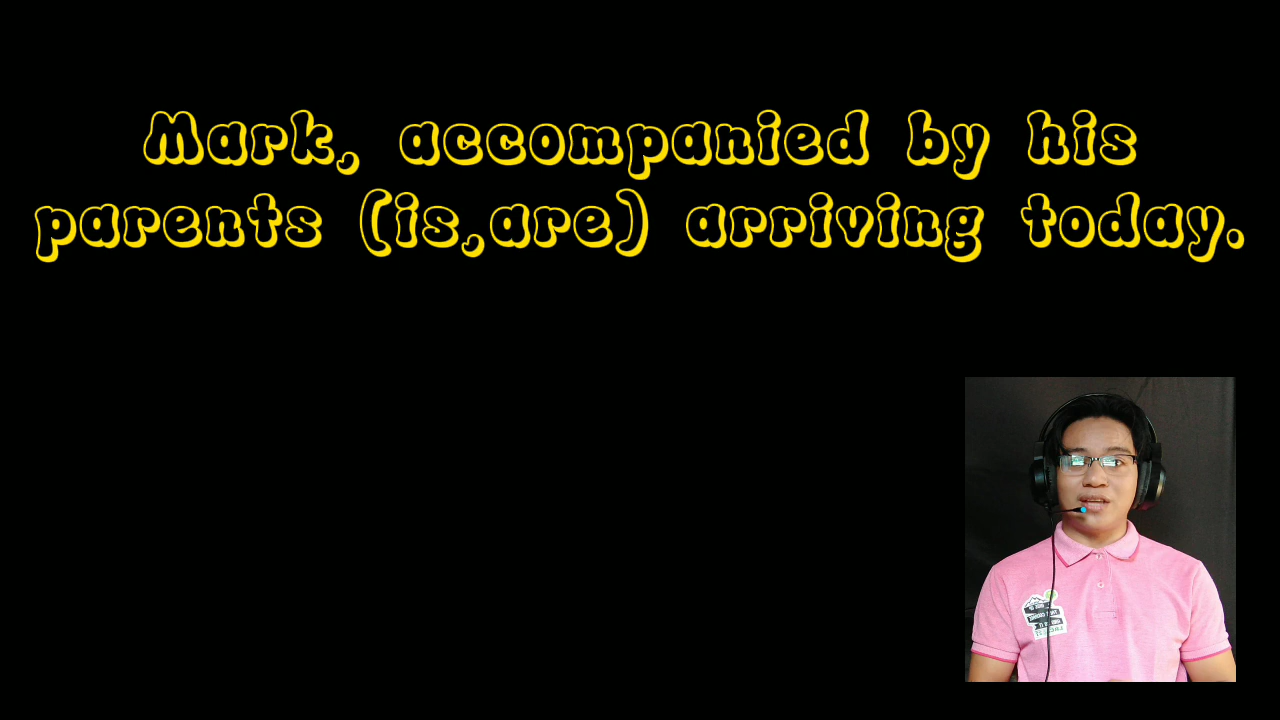 Mark, accompanied by his
parents (is,are) arriving today.